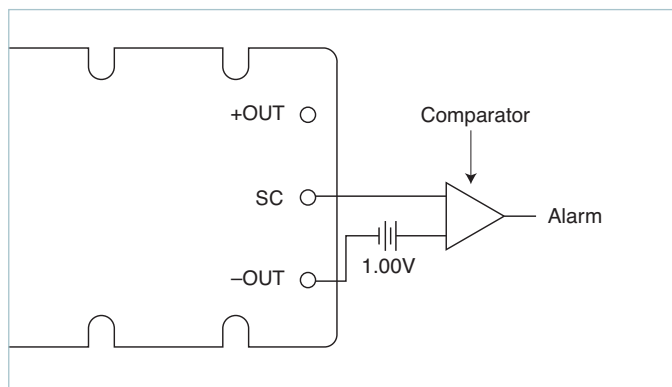 +OUT
Comparator
SC
Alarm
–OUT
1.00V